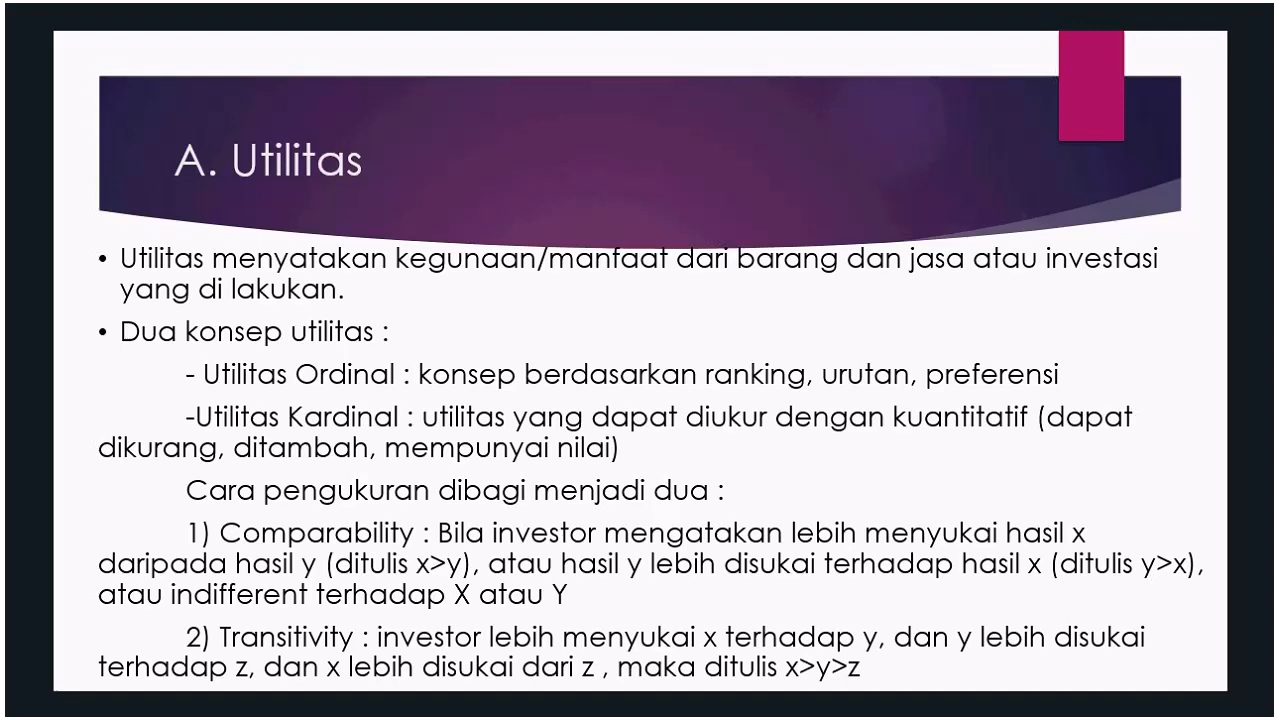 A. Utilitas
• Utilitas menyatakan kegunaan/manfaat dari barang dan jasa atau investasi
yang di lakukan.
• Dua konsep utilitas :
- Utilitas Ordinal : konsep berdasarkan ranking, urutan, preferensi
-Utilitas Kardinal : utilitas yang dapat diukur dengan kuantitatif (dapat
dikurang, ditambah, mempunyai nilai)
Cara pengukuran dibagi menjadi dua :
1) Comparability : Bila investor mengatakan lebih menyukai hasil x
daripada hasil y (ditulis x>y), atau hasil y lebih disukai terhadap hasil x (ditulis y>x),
atau indifferent terhadap X atau Y
2) Transitivity : investor lebih menyukai x terhadap y, dan y lebih disukai
terhadap z, dan x lebih disukai dari z , maka ditulis x>y>z